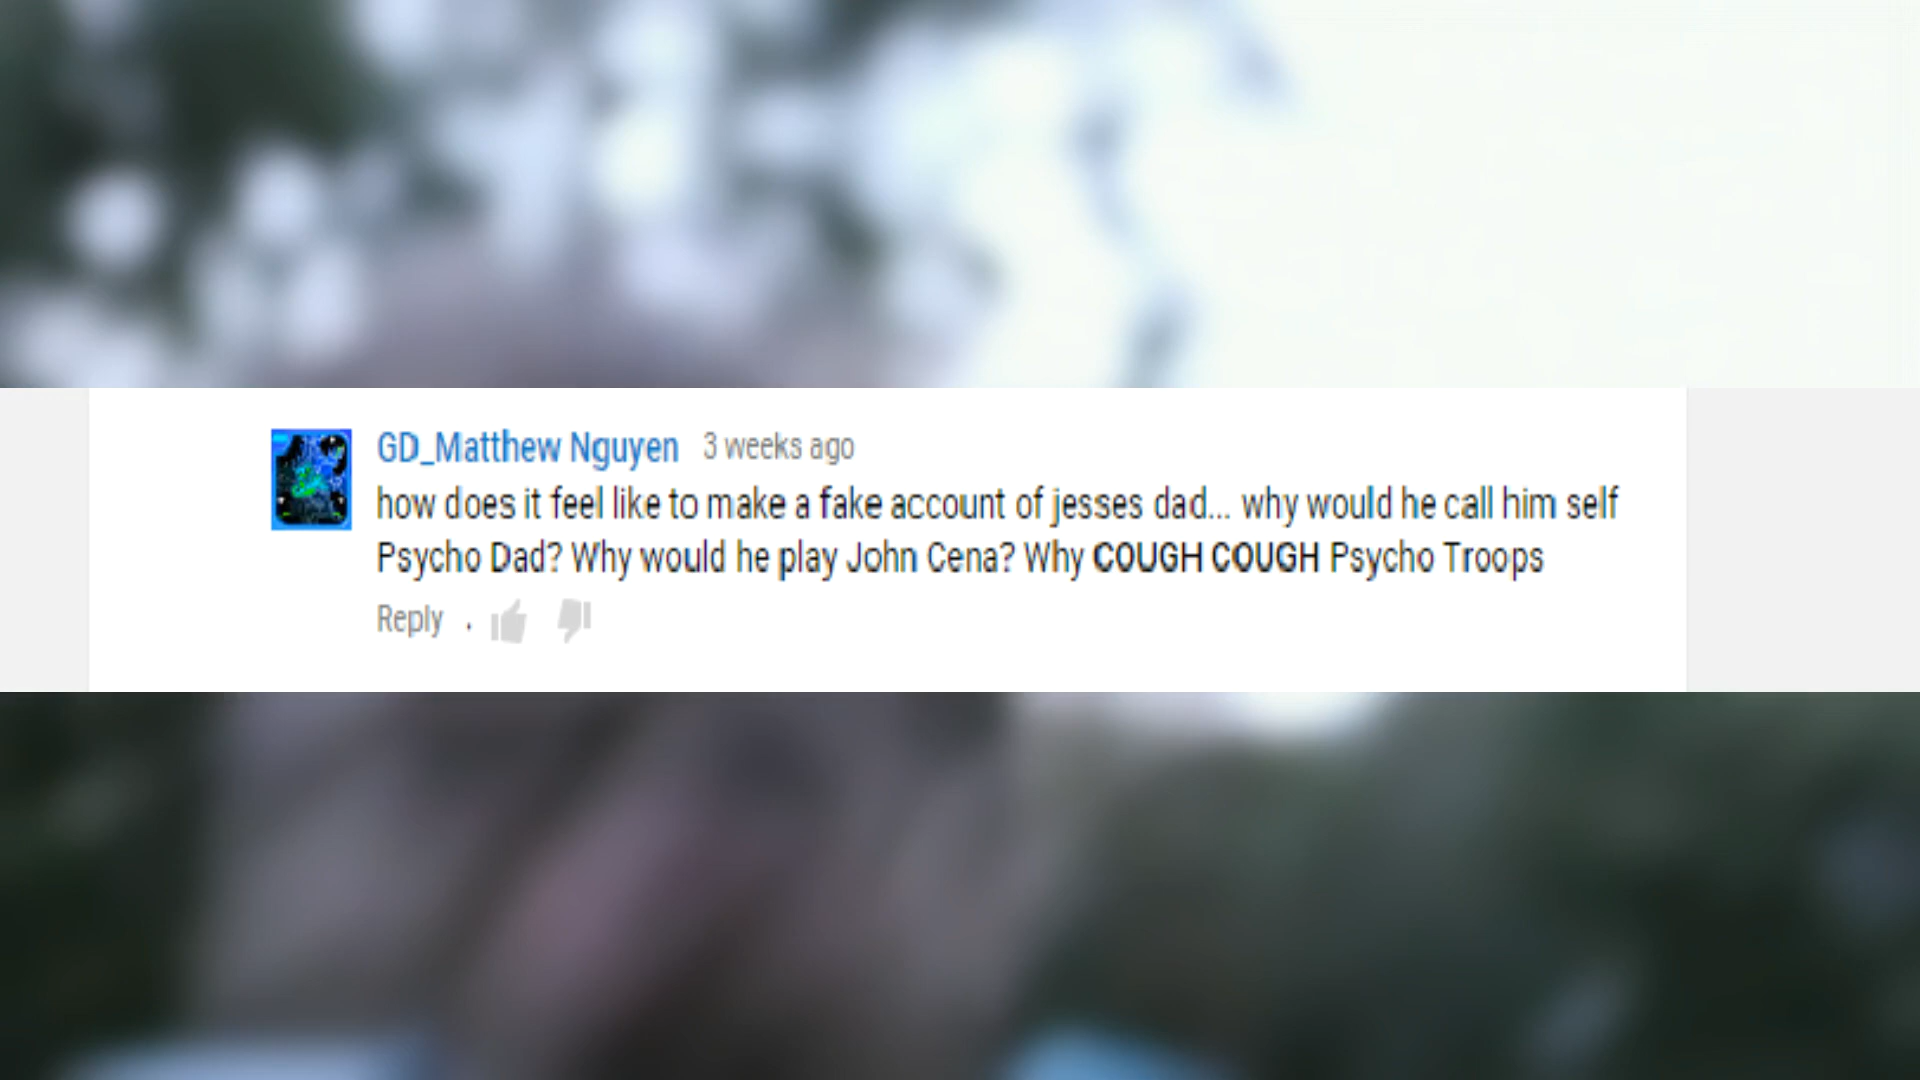 GD_Matthew Nguyen 3 weeks ago
how does it feel like to make a fake account of jesses dad... why would he call him self
Psycho Dad? Why would he play John Cena? Why COUGH COUGH Psycho Troops
Reply .